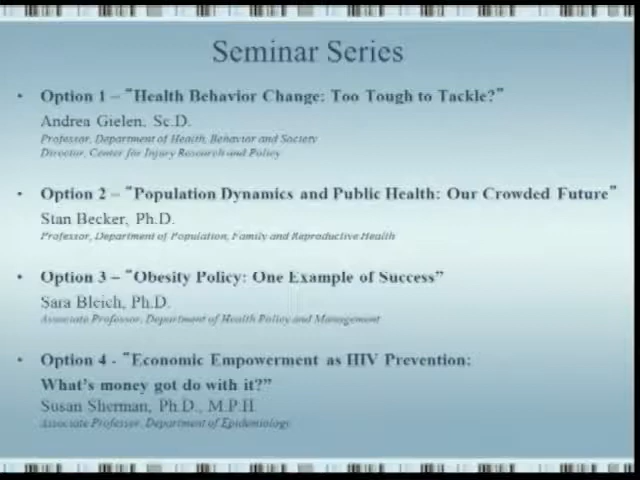 Seminar Series
• Option 1 – "Health Behavior Change: Too Tough to Tackle?"
Andrea Gielen, Sc.D.
Professor, Department of Health, Behavior and Society
Director, Center for Injury Research and Policy
• Option 2 – "Population Dynamics and Public Health: Our Crowded Future"
Stan Becker, Ph.D.
Professor, Department of Population, Family and Reproductive Health
• Option 3 – "Obesity Policy: One Example of Success"
Sara Bleich, Ph.D.
Associate Professor, Department of Health Policy and Management
• Option 4 - "Economic Empowerment as HIV Prevention:
What's money got do with it?"
Susan Sherman, Ph.D., M.P.H
Associate Professor, Department of Epidemiology